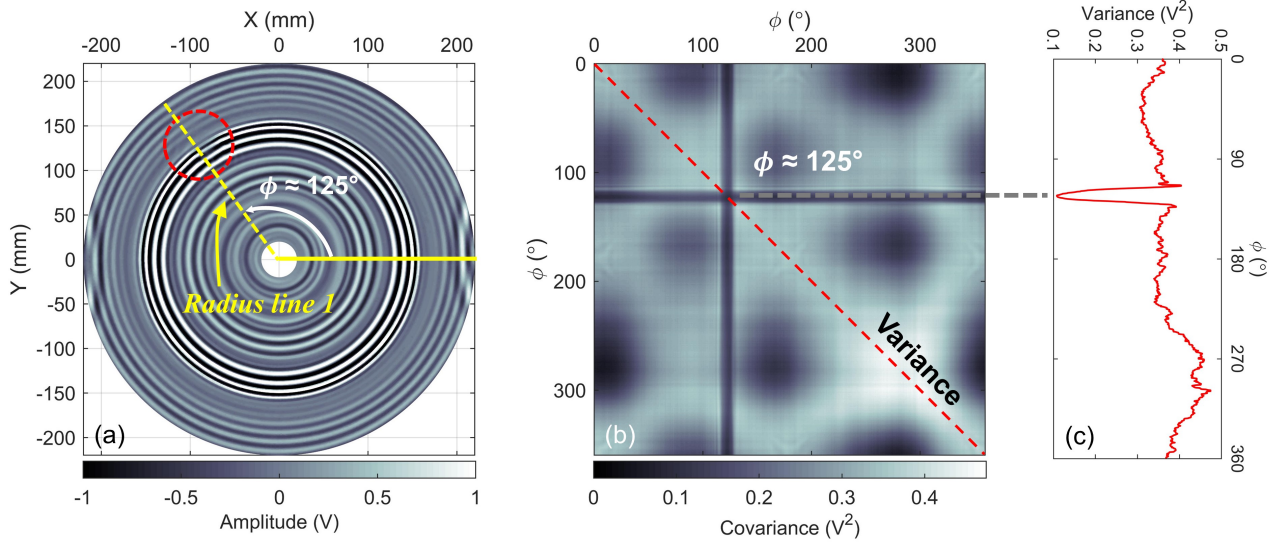 X (mm)
-200 -100 0 100 200
Y (mm)
200
150
100
50
0
-50
-100
-150
-200
ϕ ≈ 125°
Radius line 1
(a)
-1 -0.5 0 0.5 1
Amplitude (V)
ϕ (°)
0 100 200 300
ϕ (°)
0
100
200
300
ϕ ≈ 125°
Variance
(b)
0 0.1 0.2 0.3 0.4
Covariance (V²)
Variance (V²)
0.1 0.2 0.3 0.4 0.5
0
90
180
270
360
ϕ (°)
(c)